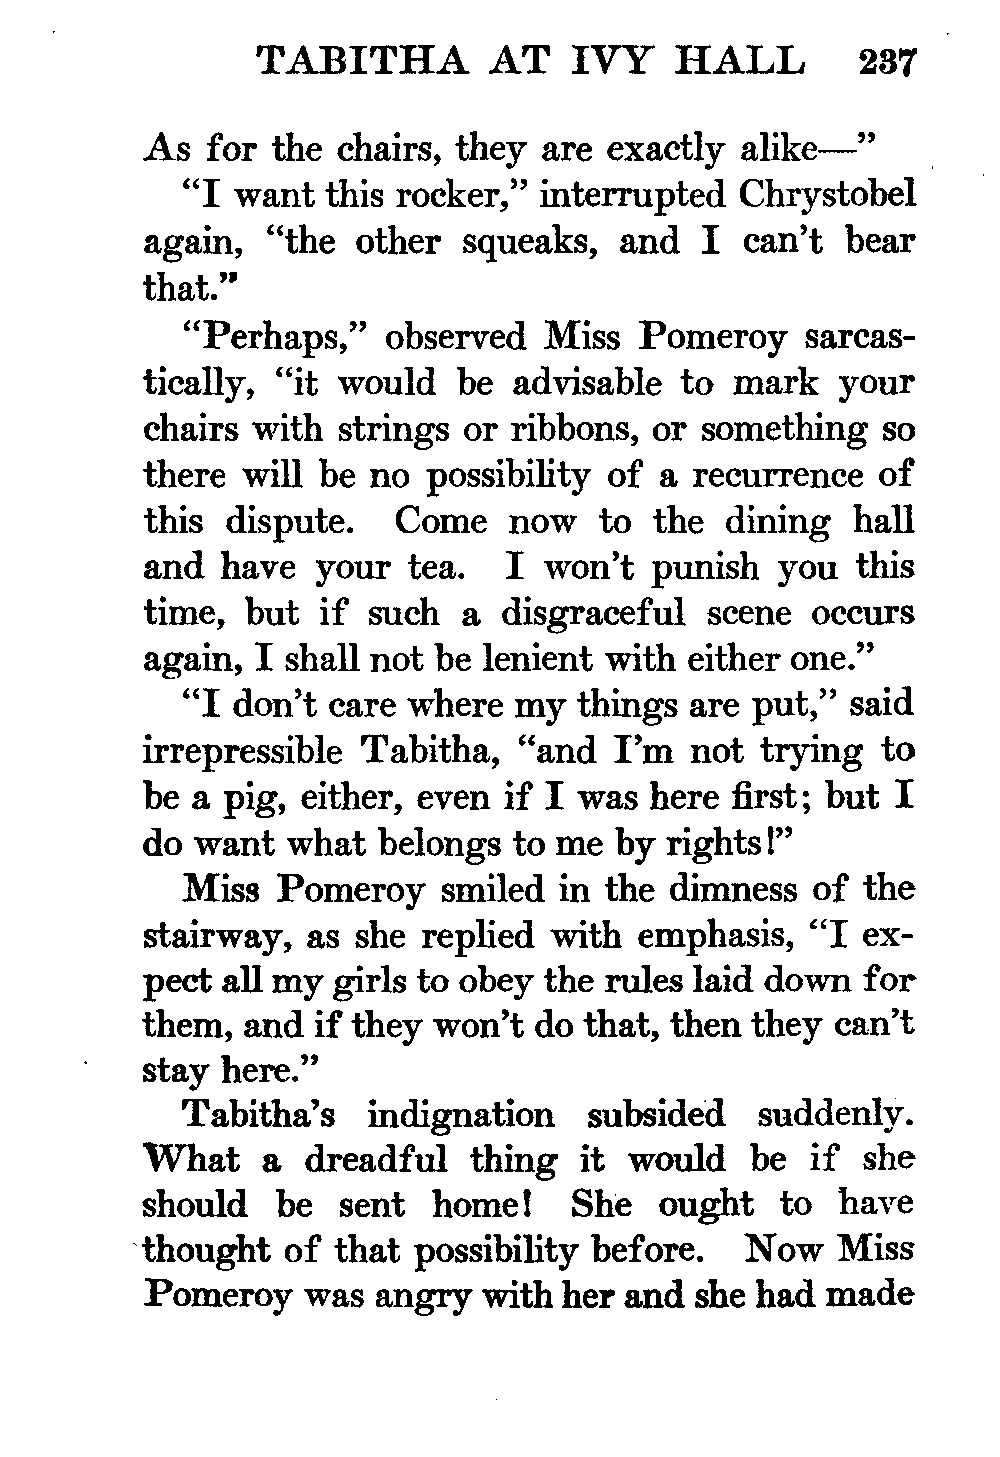 TABITHA AT IVY HALL 237
As for the chairs, they are exactly alike—”
“I want this rocker,” interrupted Chrystobel
again, “the other squeaks, and I can’t bear
that.”
“Perhaps,” observed Miss Pomeroy sarcas-
tically, “it would be advisable to mark your
chairs with strings or ribbons, or something so
there will be no possibility of a recurrence of
this dispute. Come now to the dining hall
and have your tea. I won’t punish you this
time, but if such a disgraceful scene occurs
again, I shall not be lenient with either one.”
“I don’t care where my things are put,” said
irrepressible Tabitha, “and I’m not trying to
be a pig, either, even if I was here first; but I
do want what belongs to me by rights!”
Miss Pomeroy smiled in the dimness of the
stairway, as she replied with emphasis, “I ex-
pect all my girls to obey the rules laid down for
them, and if they won’t do that, then they can’t
stay here.”
Tabitha’s indignation subsided suddenly.
What a dreadful thing it would be if she
should be sent home! She ought to have
thought of that possibility before. Now Miss
Pomeroy was angry with her and she had made